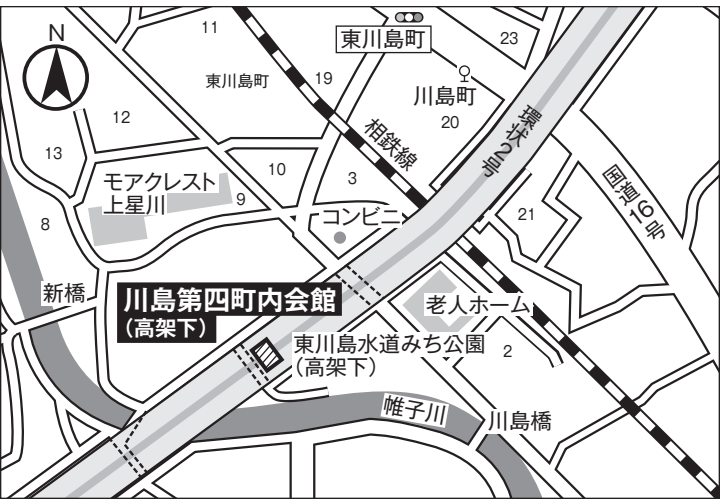 N
11
東川島町
23
東川島町
19
川島町
20
環状2号
12
相鉄線
13
10
3
国道16号
モアクレスト
上星川
9
コンビニ
21
8
新橋
川島第四町内会館
(高架下)
老人ホーム
東川島水道みち公園
(高架下)
2
帷子川
川島橋